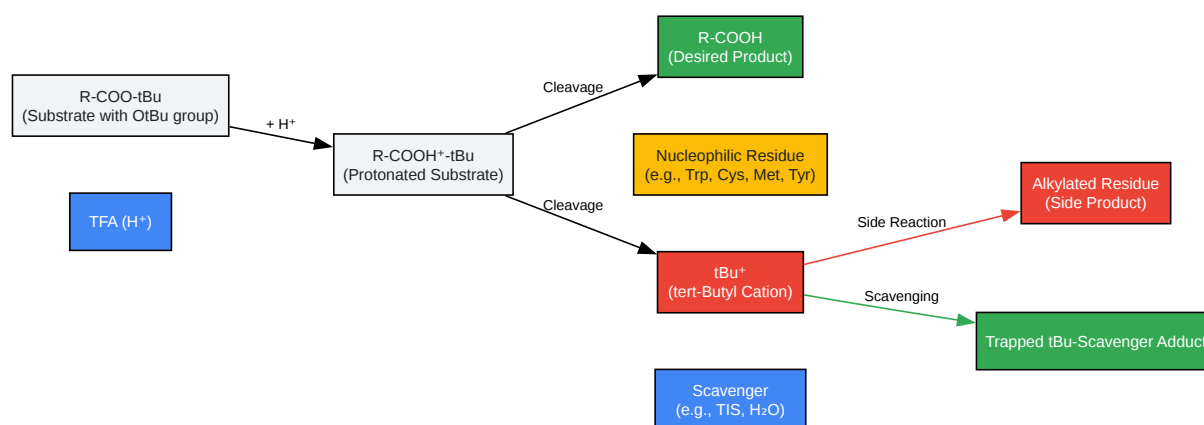 R-COO-tBu
(Substrate with OtBu group)
+ H⁺
TFA (H⁺)
R-COOH⁺-tBu
(Protonated Substrate)
Cleavage
Cleavage
R-COOH
(Desired Product)
Nucleophilic Residue
(e.g., Trp, Cys, Met, Tyr)
tBu⁺
(tert-Butyl Cation)
Side Reaction
Scavenging
Alkylated Residue
(Side Product)
Trapped tBu-Scavenger Adduct
Scavenger
(e.g., TIS, H₂O)